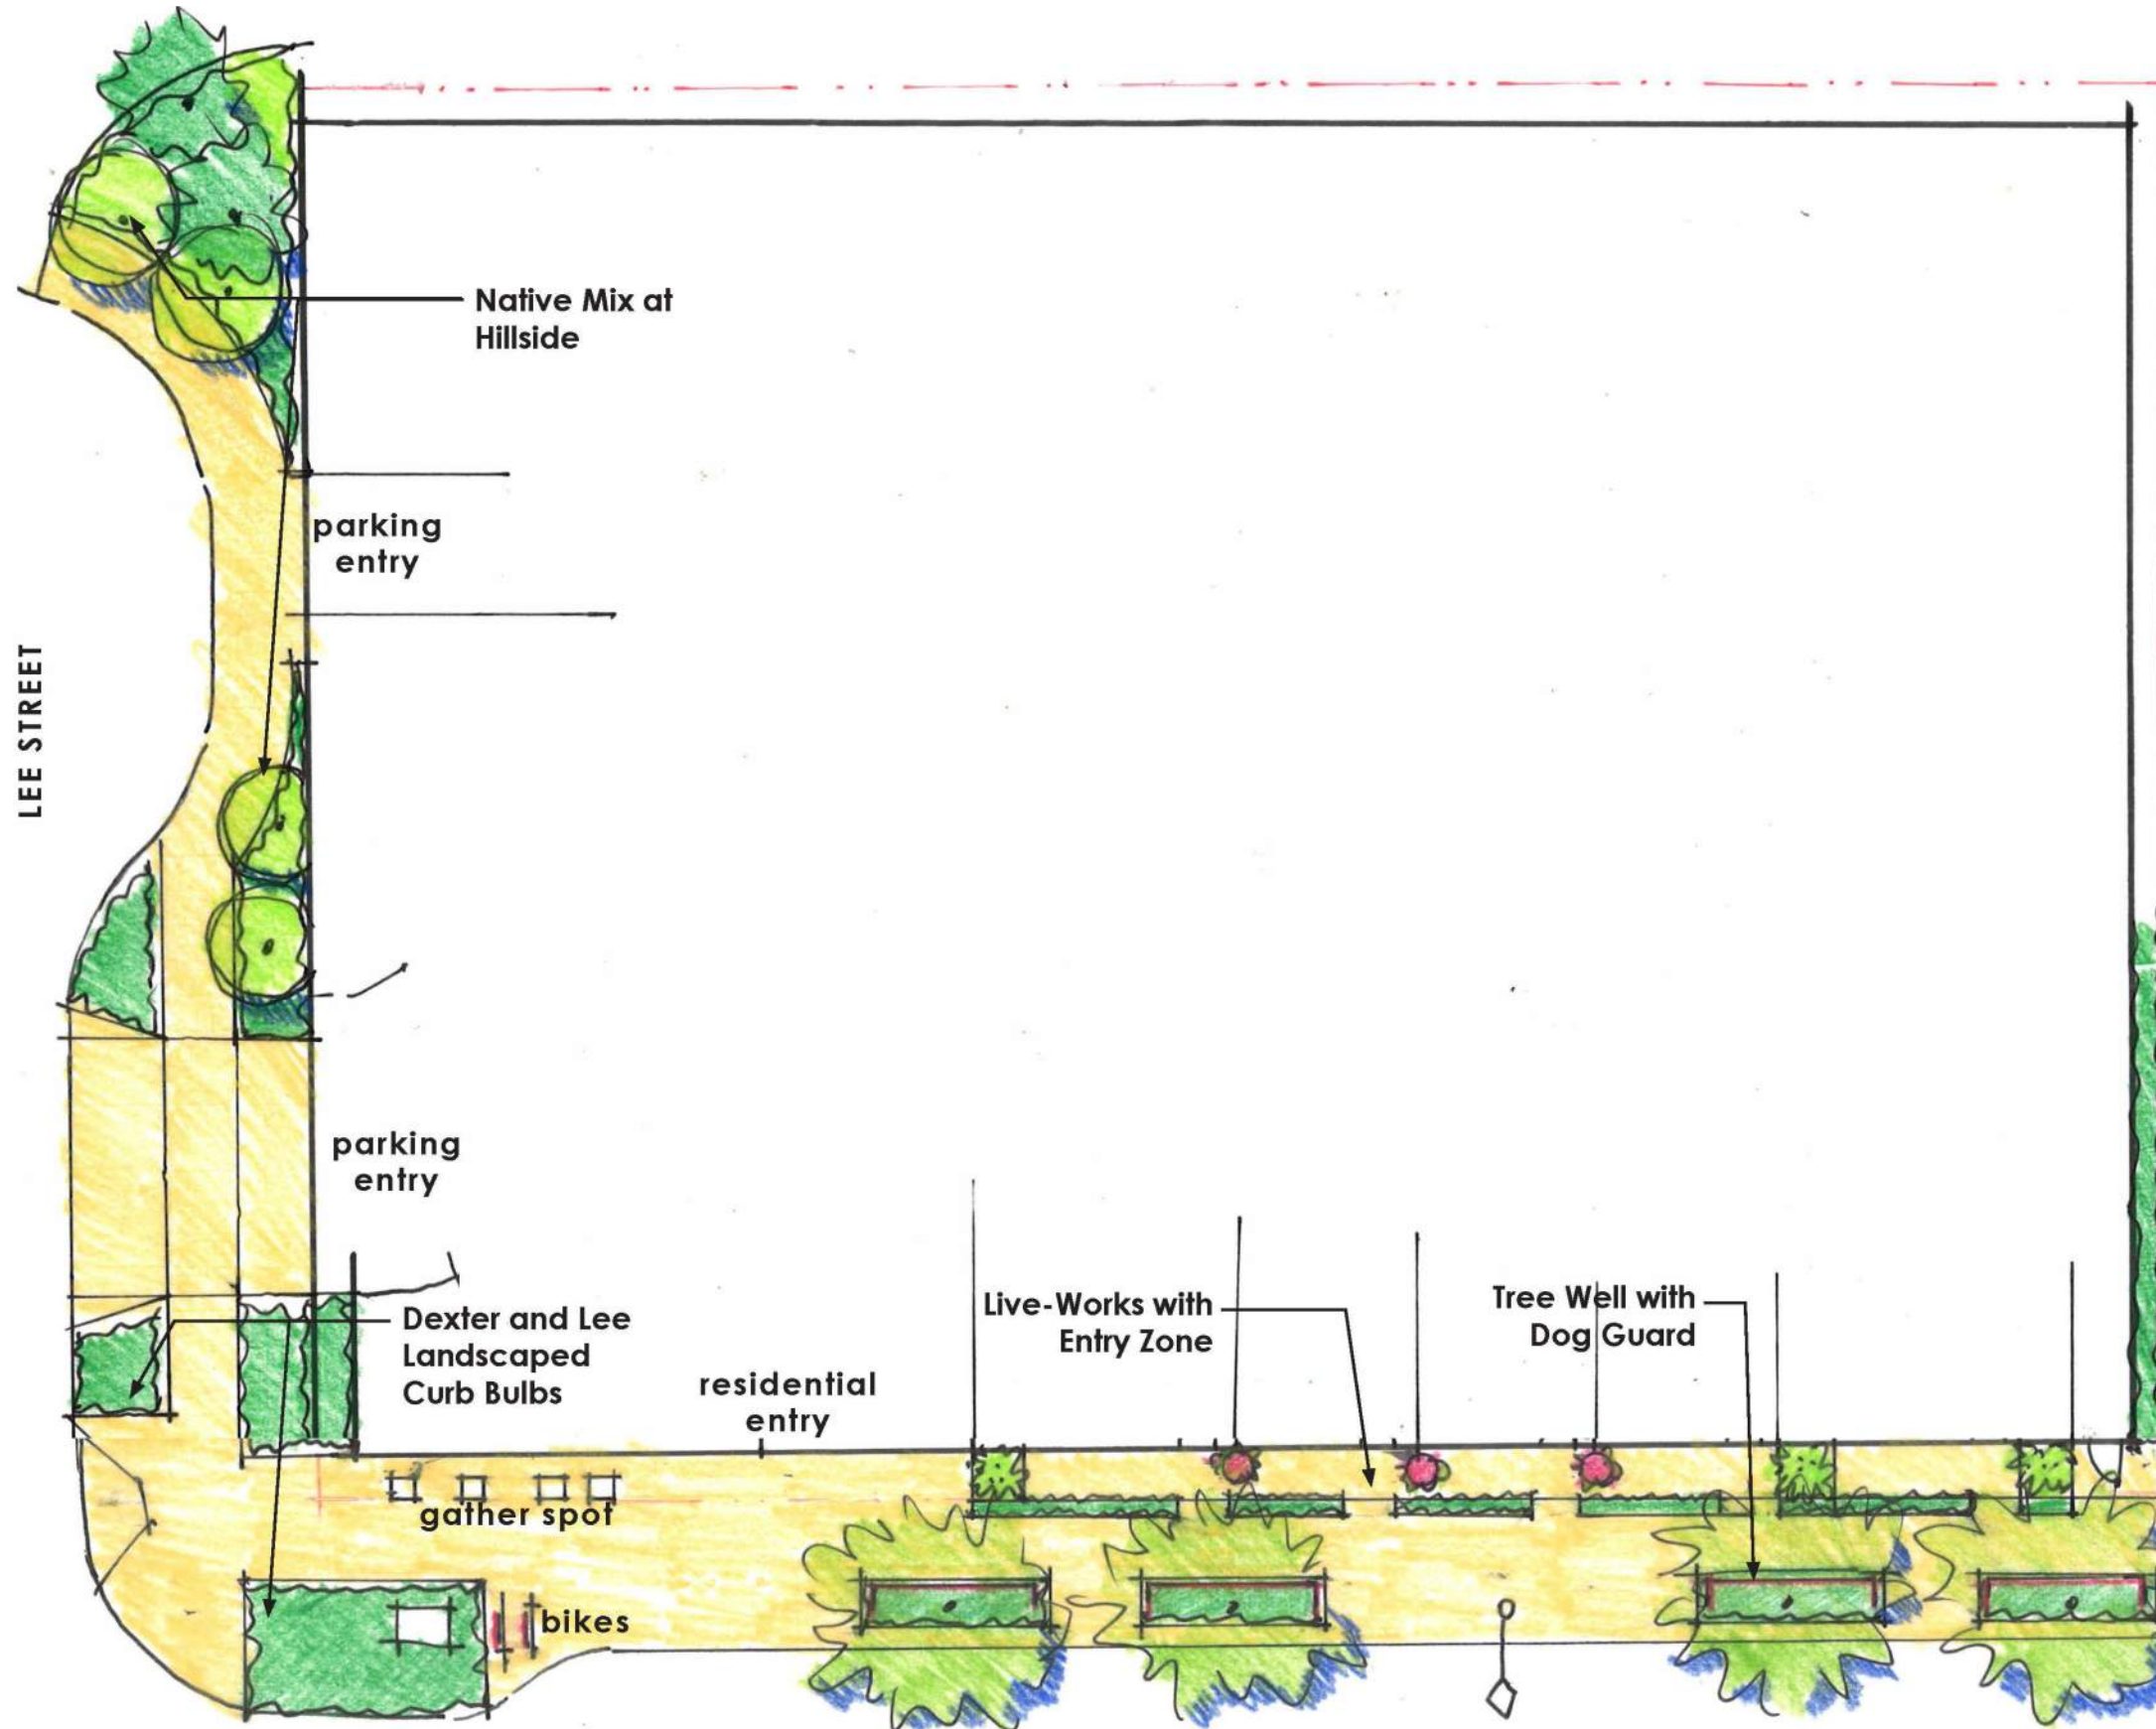 Native Mix at
Hillside
parking
entry
LEE STREET
parking
entry
Dexter and Lee
Landscaped
Curb Bulbs
residential
entry
Live-Works with
Entry Zone
Tree Well with
Dog Guard
gather spot
bikes